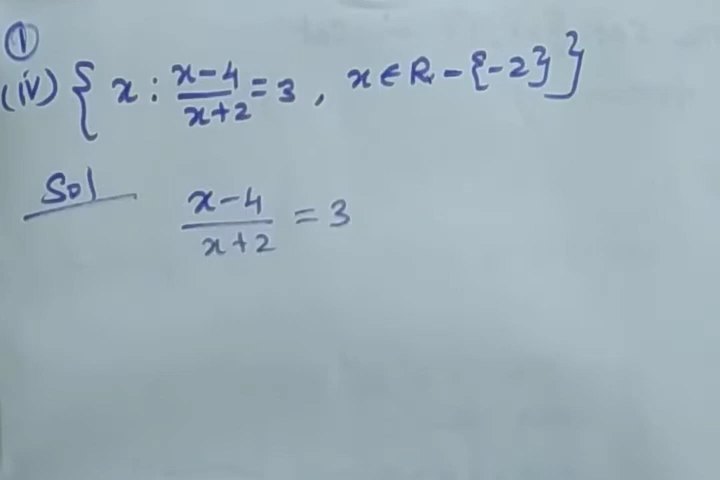 ①
(iv) { x : x-4/x+2 = 3 , x ∈ R - {-2} }
Sol x-4/x+2 = 3